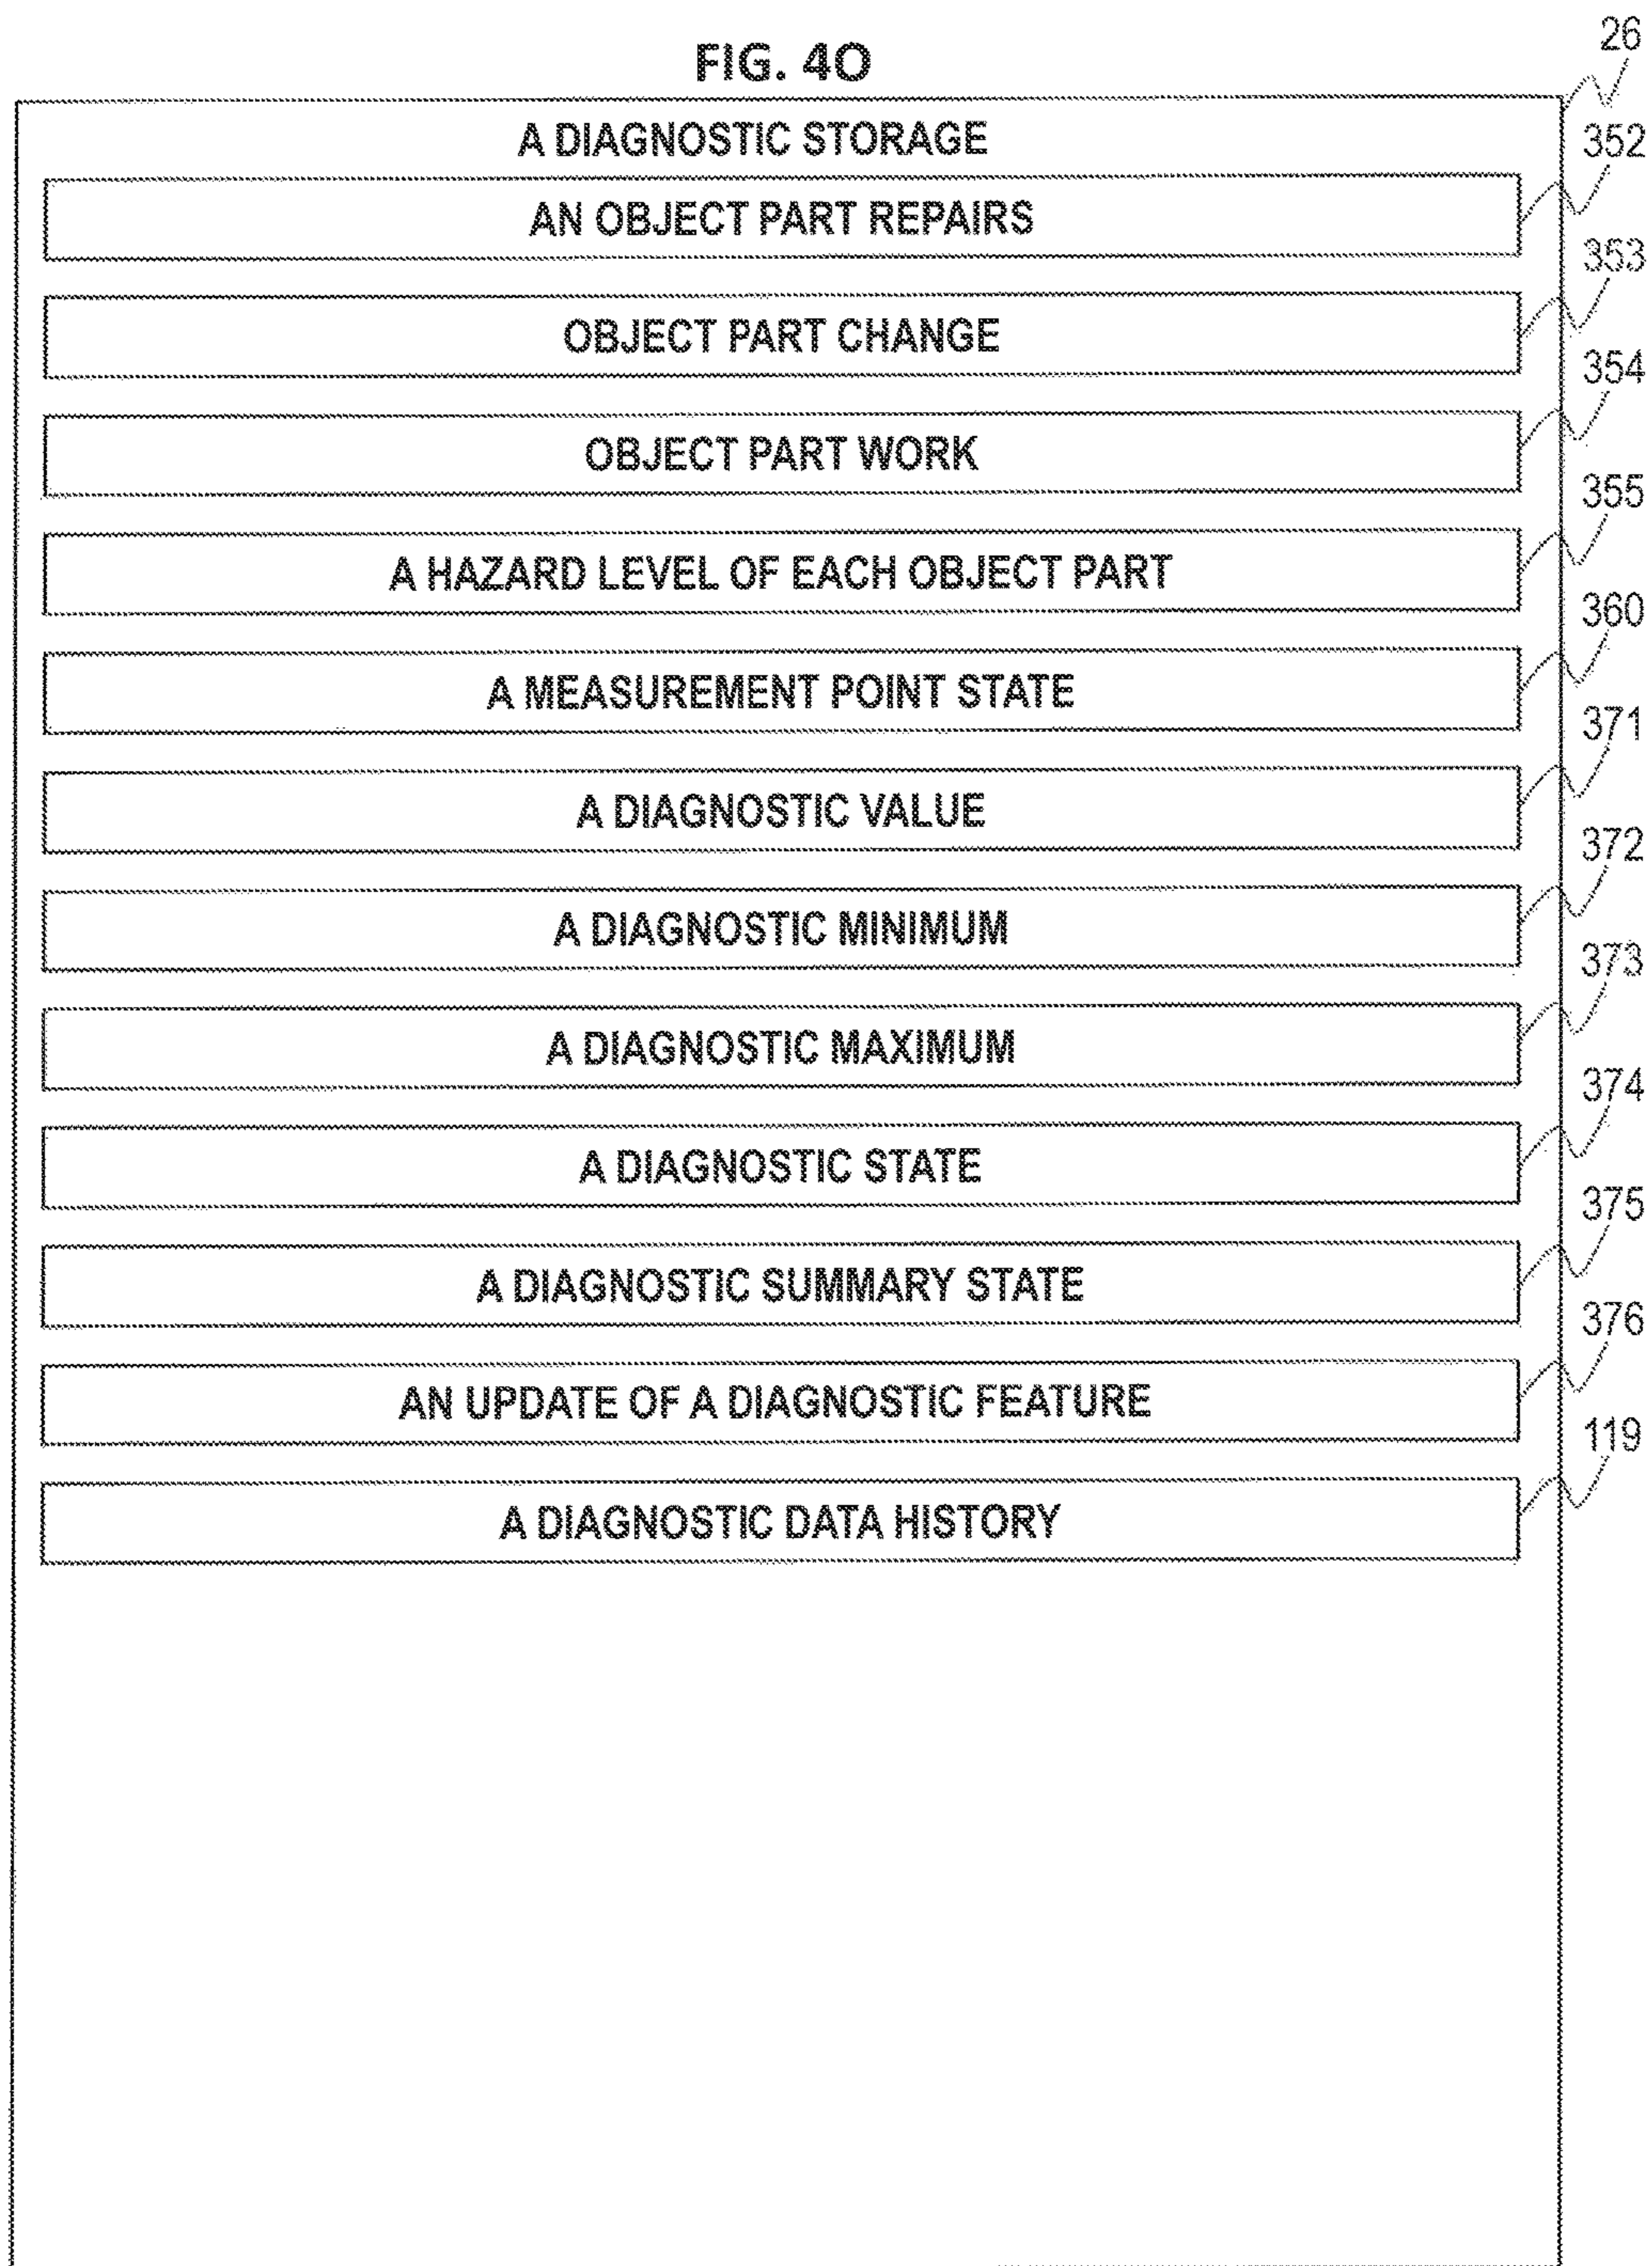 FIG. 4O
26
A DIAGNOSTIC STORAGE
352
AN OBJECT PART REPAIRS
353
OBJECT PART CHANGE
354
OBJECT PART WORK
355
A HAZARD LEVEL OF EACH OBJECT PART
360
A MEASUREMENT POINT STATE
371
A DIAGNOSTIC VALUE
372
A DIAGNOSTIC MINIMUM
373
A DIAGNOSTIC MAXIMUM
374
A DIAGNOSTIC STATE
375
A DIAGNOSTIC SUMMARY STATE
376
AN UPDATE OF A DIAGNOSTIC FEATURE
119
A DIAGNOSTIC DATA HISTORY